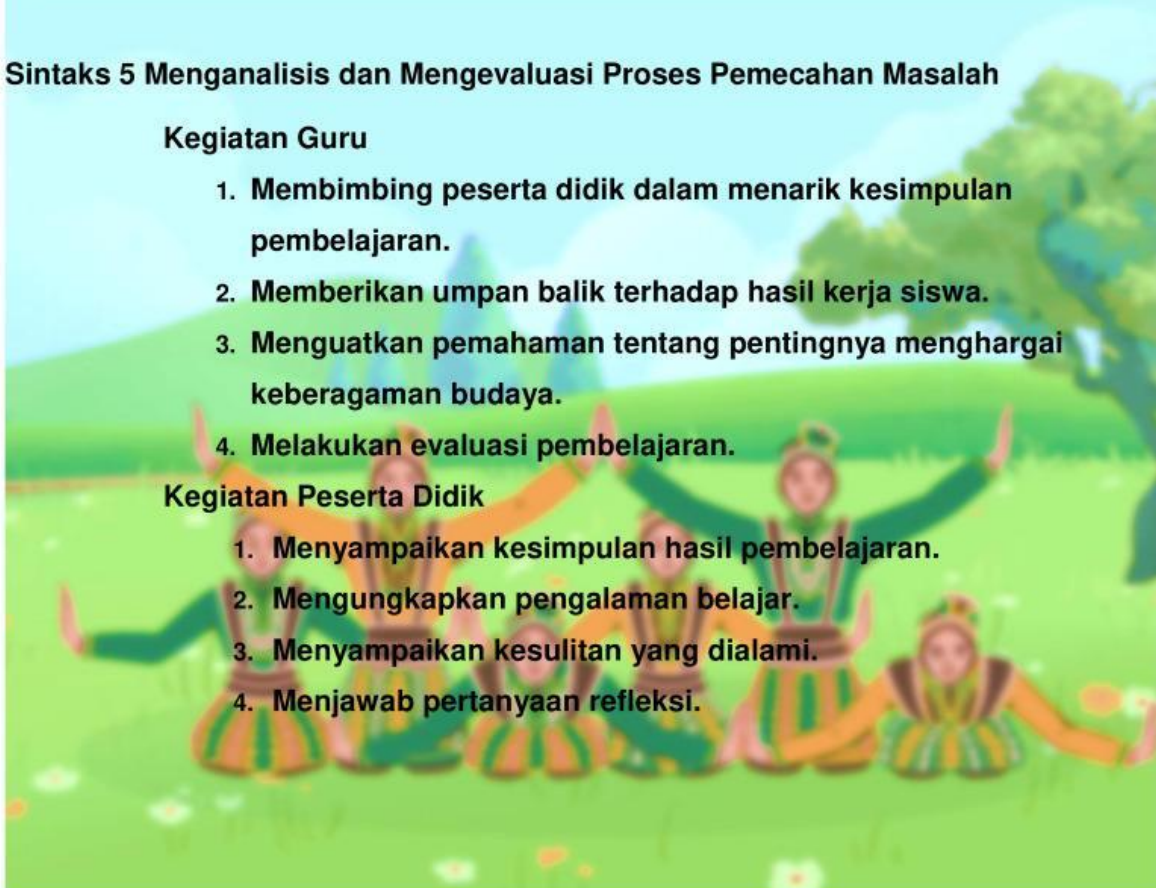 Sintaks 5 Menganalisis dan Mengevaluasi Proses Pemecahan Masalah
Kegiatan Guru
1. Membimbing peserta didik dalam menarik kesimpulan
pembelajaran.
2. Memberikan umpan balik terhadap hasil kerja siswa.
3. Menguatkan pemahaman tentang pentingnya menghargai
keberagaman budaya.
4. Melakukan evaluasi pembelajaran.
Kegiatan Peserta Didik
1. Menyampaikan kesimpulan hasil pembelajaran.
2. Mengungkapkan pengalaman belajar.
3. Menyampaikan kesulitan yang dialami.
4. Menjawab pertanyaan refleksi.